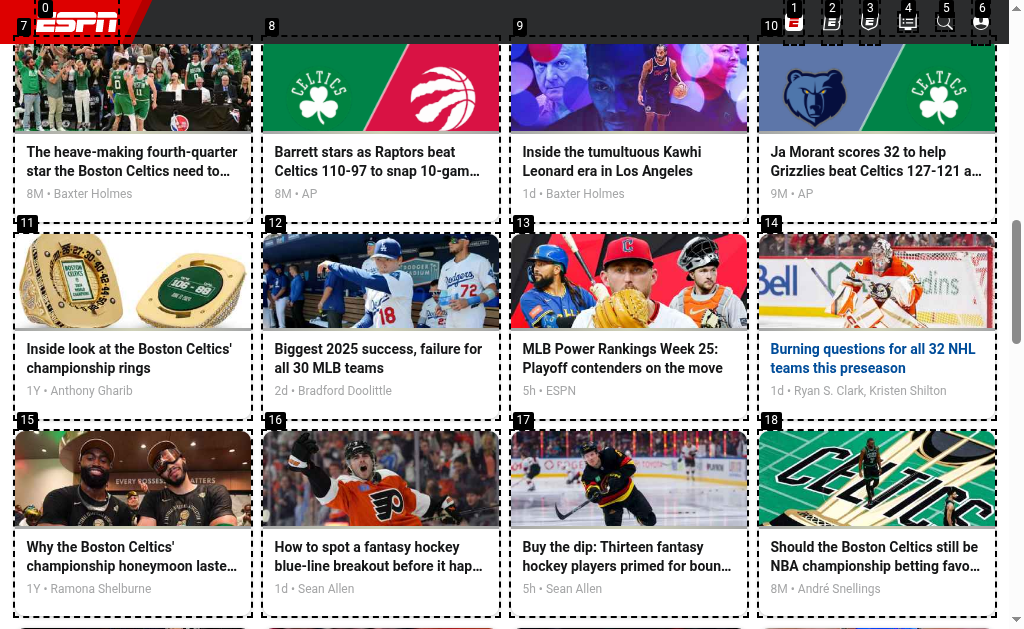 0
ESPN
1
2
3
4
5
6
7
8
9
10
CELTICS
CELTICS
The heave-making fourth-quarter
star the Boston Celtics need to...
8M • Baxter Holmes
Barrett stars as Raptors beat
Celtics 110-97 to snap 10-gam...
8M • AP
Inside the tumultuous Kawhi
Leonard era in Los Angeles
1d • Baxter Holmes
Ja Morant scores 32 to help
Grizzlies beat Celtics 127-121 a...
9M • AP
11
12
13
14
Inside look at the Boston Celtics'
championship rings
1Y • Anthony Gharib
Biggest 2025 success, failure for
all 30 MLB teams
2d • Bradford Doolittle
MLB Power Rankings Week 25:
Playoff contenders on the move
5h • ESPN
Burning questions for all 32 NHL
teams this preseason
1d • Ryan S. Clark, Kristen Shilton
15
16
17
18
EVERY POSSESS MATTERS
CELTICS
Why the Boston Celtics'
championship honeymoon laste...
1Y • Ramona Shelburne
How to spot a fantasy hockey
blue-line breakout before it hap...
1d • Sean Allen
Buy the dip: Thirteen fantasy
hockey players primed for boun...
5h • Sean Allen
Should the Boston Celtics still be
NBA championship betting favo...
8M • André Snellings